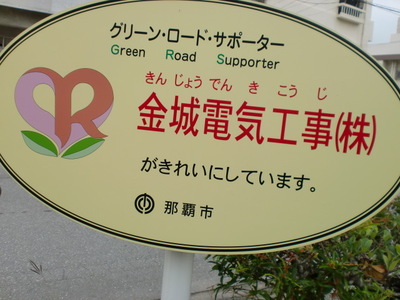 グリーン・ロード・サポーター
Green Road Supporter
きんじょうでんきこうじ
金城電気工事(株)
がきれいにしています。
那覇市